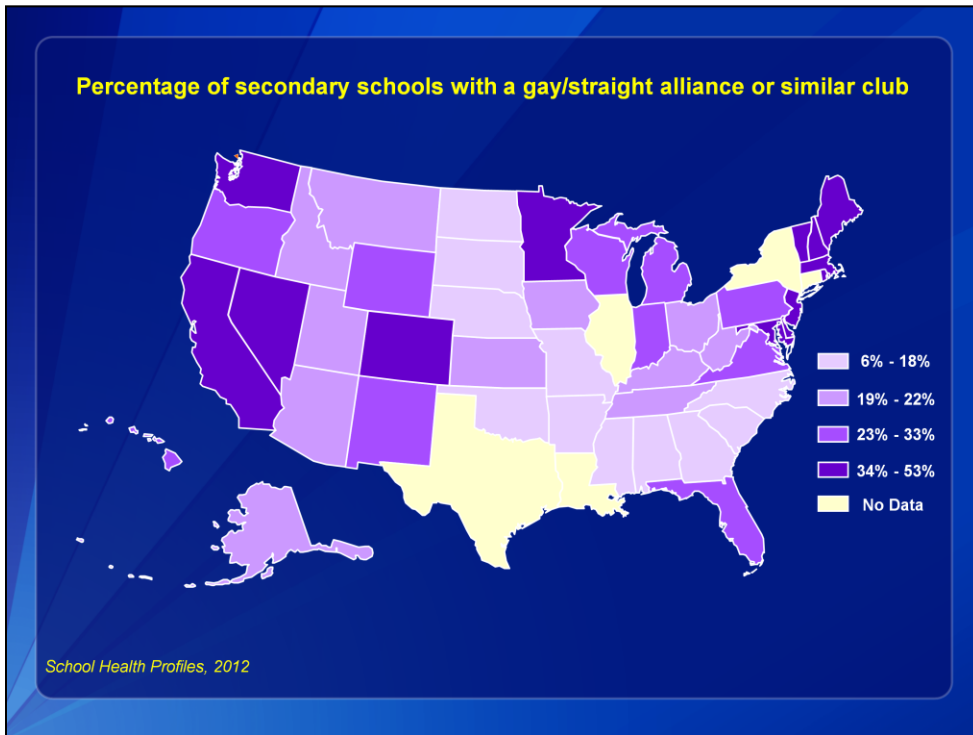 Percentage of secondary schools with a gay/straight alliance or similar club
6% - 18%
19% - 22%
23% - 33%
34% - 53%
No Data
School Health Profiles, 2012